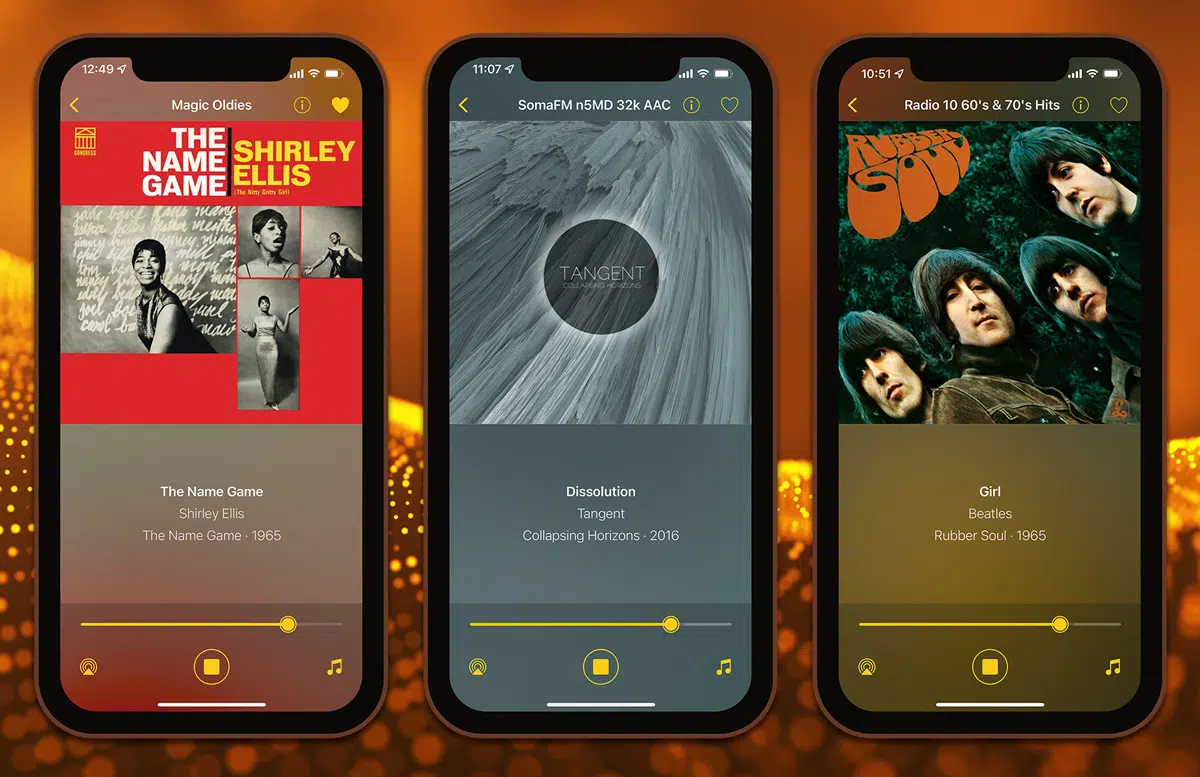 12:49
Magic Oldies
CONGRESS
THE
NAME
GAME
SHIRLEY
ELLIS
(The Nitty Gritty Girl)
The Name Game
Shirley Ellis
The Name Game · 1965
11:07
SomaFM n5MD 32k AAC
TANGENT
COLLAPSING HORIZONS
Dissolution
Tangent
Collapsing Horizons · 2016
10:51
Radio 10 60's & 70's Hits
RUBBER
SOUL
Girl
Beatles
Rubber Soul · 1965